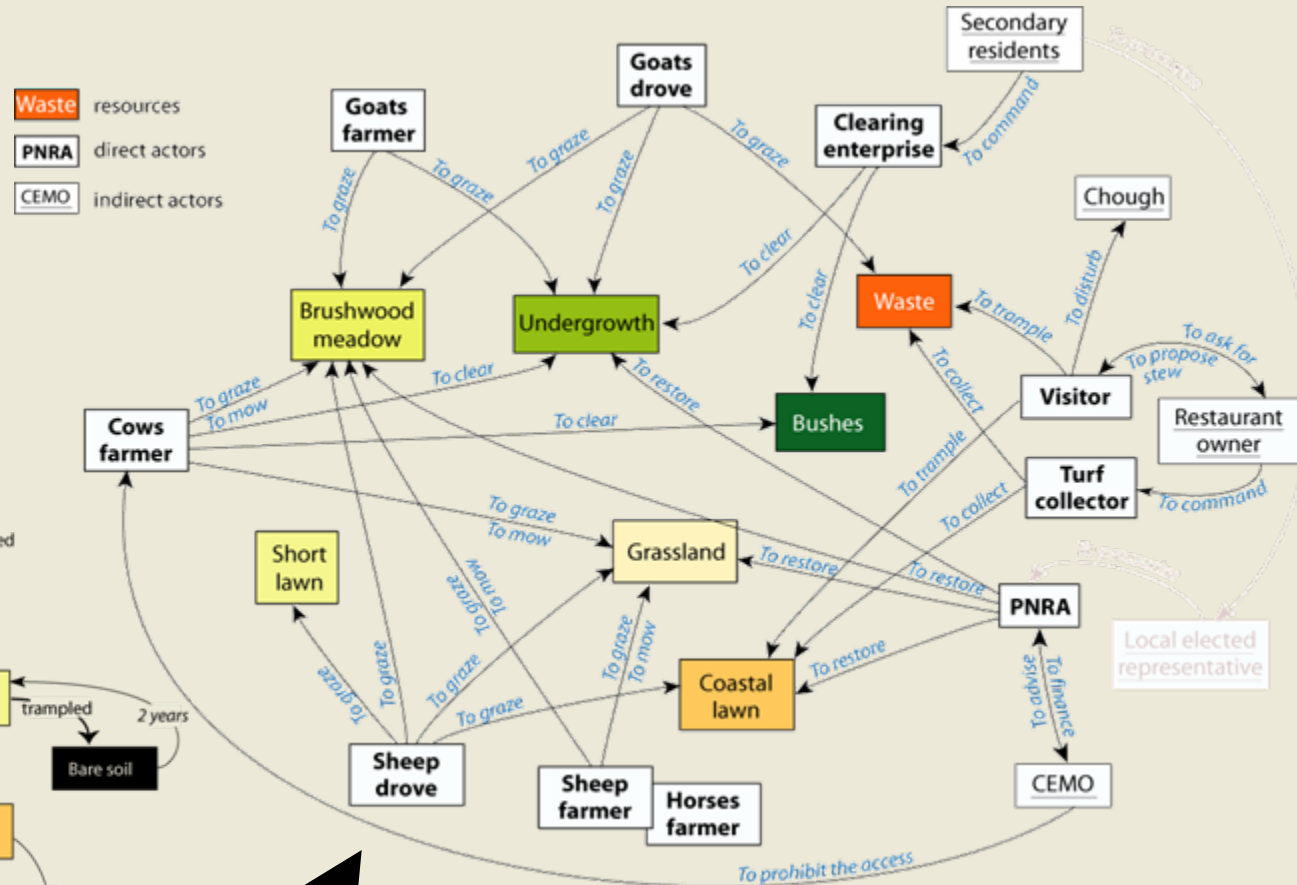 Secondary
residents
Goats
drove
Waste resources
Goats
farmer
Clearing
enterprise
To command
PNRA direct actors
To graze
To graze
To graze
To graze
To graze
CEMO indirect actors
Chough
To clear
To clear
To disturb
Brushwood
meadow
Undergrowth
Waste
To trample
To ask for
To propose
stew
To graze
To mow
To clear
To restore
To collect
Visitor
Cows
farmer
To clear
Bushes
Restaurant
owner
To trample
Turf
collector
To command
To graze
To mow
To collect
ed
Short
lawn
Grassland
To restore
To restore
PNRA
To mow
To graze
To graze
To mow
Local elected
representative
To graze
To graze
To graze
To graze
To restore
Coastal
lawn
To finance
To advise
trampled
2 years
Bare soil
Sheep
drove
Sheep
farmer
Horses
farmer
CEMO
To prohibit the access